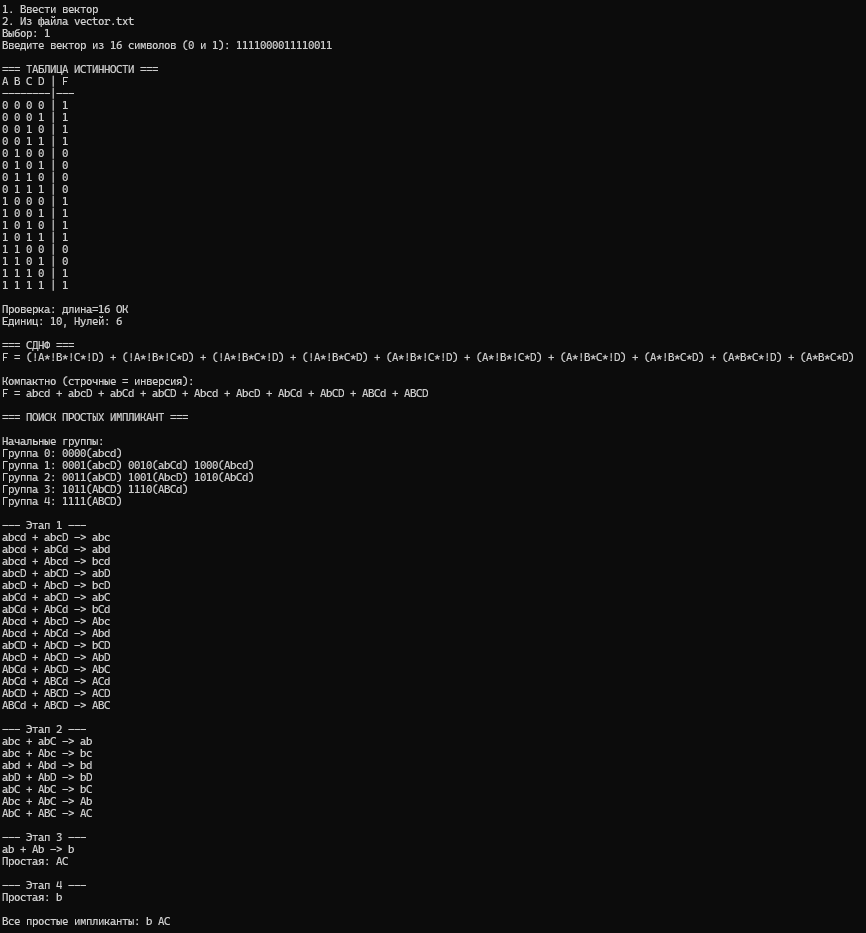 1. Ввести вектор
2. Из файла vector.txt
Выбор: 1
Введите вектор из 16 символов (0 и 1): 1111000011110011

=== ТАБЛИЦА ИСТИННОСТИ ===
A B C D | F
--------|---
0 0 0 0 | 1
0 0 0 1 | 1
0 0 1 0 | 1
0 0 1 1 | 1
0 1 0 0 | 0
0 1 0 1 | 0
0 1 1 0 | 0
0 1 1 1 | 0
1 0 0 0 | 1
1 0 0 1 | 1
1 0 1 0 | 1
1 0 1 1 | 1
1 1 0 0 | 0
1 1 0 1 | 0
1 1 1 0 | 1
1 1 1 1 | 1

Проверка: длина=16 ОК
Единиц: 10, Нулей: 6

=== СДНФ ===
F = (!A*!B*!C*!D) + (!A*!B*!C*D) + (!A*!B*C*!D) + (!A*!B*C*D) + (A*!B*!C*!D) + (A*!B*!C*D) + (A*!B*C*!D) + (A*!B*C*D) + (A*B*C*!D) + (A*B*C*D)

Компактно (строчные = инверсия):
F = abcd + abcD + abCd + abCD + Abcd + AbcD + AbCd + AbCD + ABCd + ABCD

=== ПОИСК ПРОСТЫХ ИМПЛИКАНТ ===

Начальные группы:
Группа 0: 0000(abcd)
Группа 1: 0001(abcD) 0010(abCd) 1000(Abcd)
Группа 2: 0011(abCD) 1001(AbcD) 1010(AbCd)
Группа 3: 1011(AbCD) 1110(ABCd)
Группа 4: 1111(ABCD)

--- Этап 1 ---
abcd + abcD -> abc
abcd + abCd -> abd
abcd + Abcd -> bcd
abcD + abCD -> abD
abcD + AbcD -> bcD
abCd + abCD -> abC
abCd + AbCd -> bCd
Abcd + AbcD -> Abc
Abcd + AbCd -> Abd
abCD + AbCD -> bCD
AbcD + AbCD -> AbD
AbCd + AbCD -> AbC
AbCd + ABCd -> ACd
AbCD + ABCD -> ACD
ABCd + ABCD -> ABC

--- Этап 2 ---
abc + abC -> ab
abc + Abc -> bc
abd + Abd -> bd
abD + AbD -> bD
abC + AbC -> bC
Abc + AbC -> Ab
AbC + ABC -> AC

--- Этап 3 ---
ab + Ab -> b
Простая: AC

--- Этап 4 ---
Простая: b

Все простые импликанты: b AC